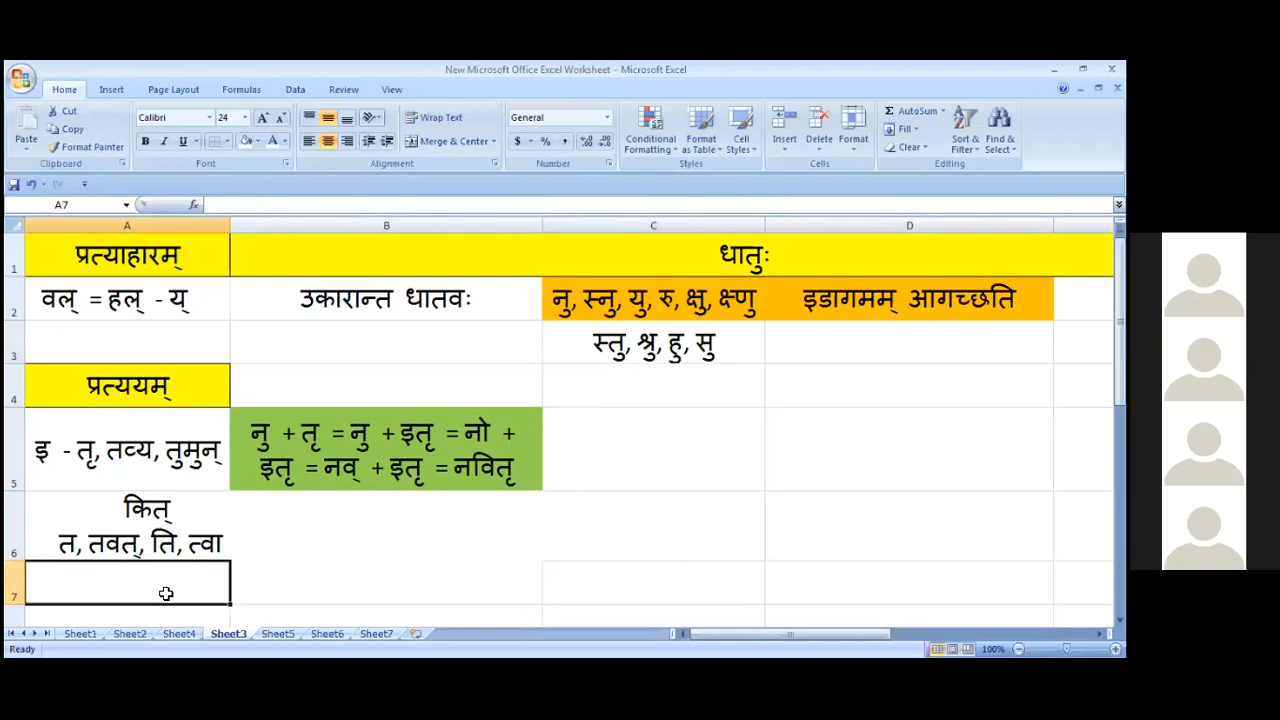 New Microsoft Office Excel Worksheet - Microsoft Excel
Home Insert Page Layout Formulas Data Review View
Cut
Copy
Format Painter
Paste
Clipboard
Calibri 24
Font
Wrap Text
Merge & Center
Alignment
General
Number
Conditional Formatting
Format as Table
Cell Styles
Styles
Insert Delete Format
Cells
AutoSum
Fill
Clear
Sort & Filter
Find & Select
Editing
A7 fx
A B C D
1 प्रत्याहारम् धातुः
2 वल् = हल् - य् उकारान्त धातवः नु, स्नु, यु, रु, क्षु, क्ष्णु इडागमम् आगच्छति
3 स्तु, श्रु, हु, सु
4 प्रत्ययम्
नु + तृ = नु + इतृ = नो +
5 इ - तृ, तव्य, तुमुन् इतृ = नव् + इतृ = नवितृ
कित्
6 त, तवत्, ति, त्वा
7
Sheet1 Sheet2 Sheet4 Sheet3 Sheet5 Sheet6 Sheet7
Ready 100%